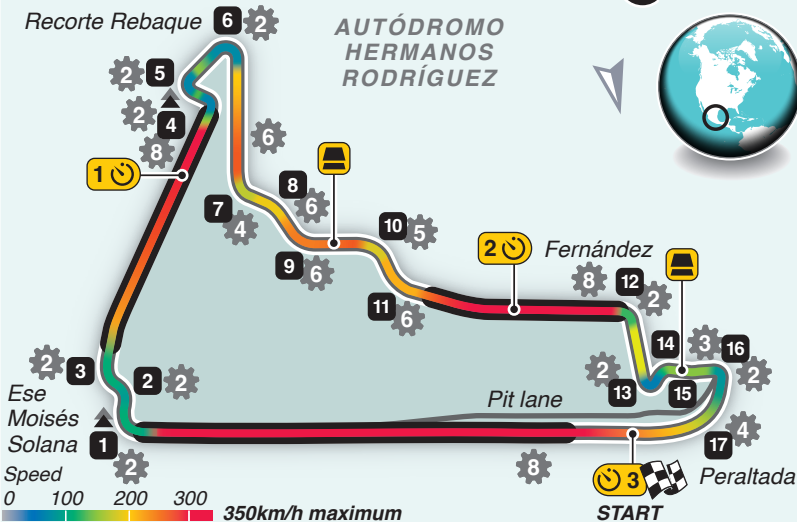 Recorte Rebaque
6
2
AUTÓDROMO
HERMANOS
RODRÍGUEZ
2
5
2
4
8
6
1
8
6
7
4
10
5
9
6
2
Fernández
8
12
2
11
6
14
3
16
2
3
2
2
2
13
15
2
Ese
Moisés
Solana
1
2
Pit lane
17
4
8
3
Peraltada
START
Speed
0 100 200 300
350km/h maximum